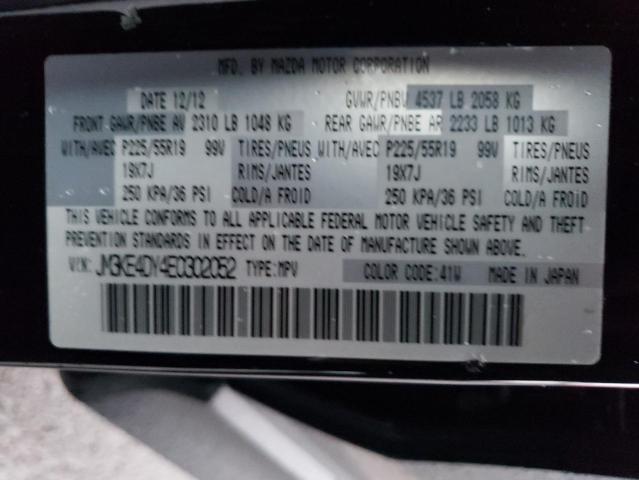 MFD. BY MAZDA MOTOR CORPORATION
DATE 12/12 GVWR/PNBV 4537 LB 2058 KG
FRONT GAWR/PNBE AV 2310 LB 1048 KG REAR GAWR/PNBE AR 2233 LB 1013 KG
WITH/AVEC P225/55R19 99V TIRES/PNEUS WITH/AVEC P225/55R19 99V TIRES/PNEUS
19X7J RIMS/JANTES 19X7J RIMS/JANTES
250 KPA/36 PSI COLD/A FROID 250 KPA/36 PSI COLD/A FROID
THIS VEHICLE CONFORMS TO ALL APPLICABLE FEDERAL MOTOR VEHICLE SAFETY AND THEFT
PREVENTION STANDARDS IN EFFECT ON THE DATE OF MANUFACTURE SHOWN ABOVE.
V.I.N: JM3KE4DY4E0302052 TYPE:MPV COLOR CODE:41W MADE IN JAPAN